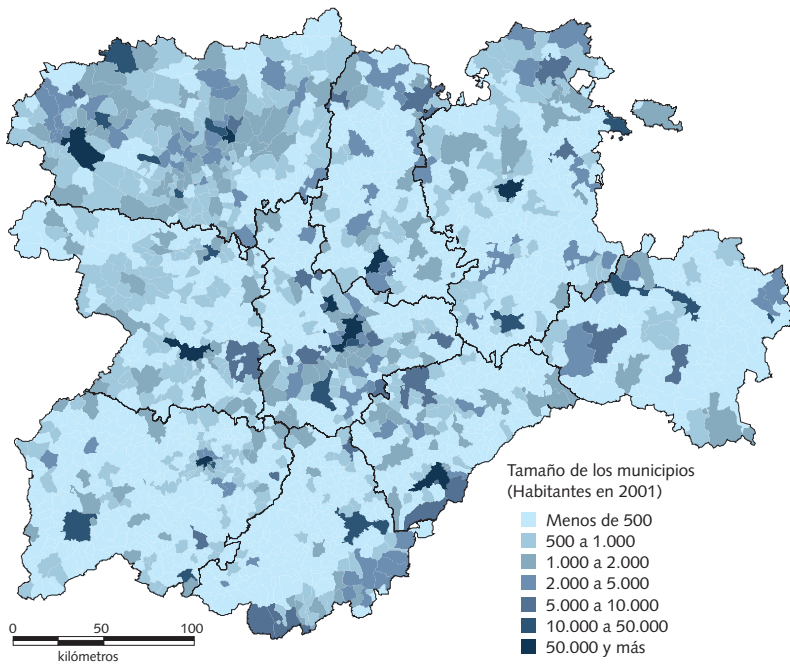 Tamaño de los municipios
(Habitantes en 2001)
Menos de 500
500 a 1.000
1.000 a 2.000
2.000 a 5.000
5.000 a 10.000
10.000 a 50.000
50.000 y más
0 50 100
kilómetros